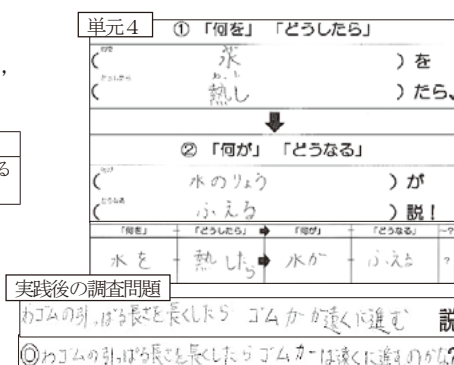 単元４
① 「何を」 「どうしたら」
、
（ 氷 ）を
（ 熱し ）たら、
② 「何が」 「どうなる」
る
（ 水のりょう ）が
（ ふえる ）説！
「何を」 「どうしたら」 「何が」 「どうなる」 ～?
水を 熱したら 水が ふえる ?
実践後の調査問題
わゴムの引っぱる長さを長くしたら ゴムカーが遠くに進む 説
◎わゴムの引っぱる長さを長くしたらゴムカーは遠くに進むのかな?